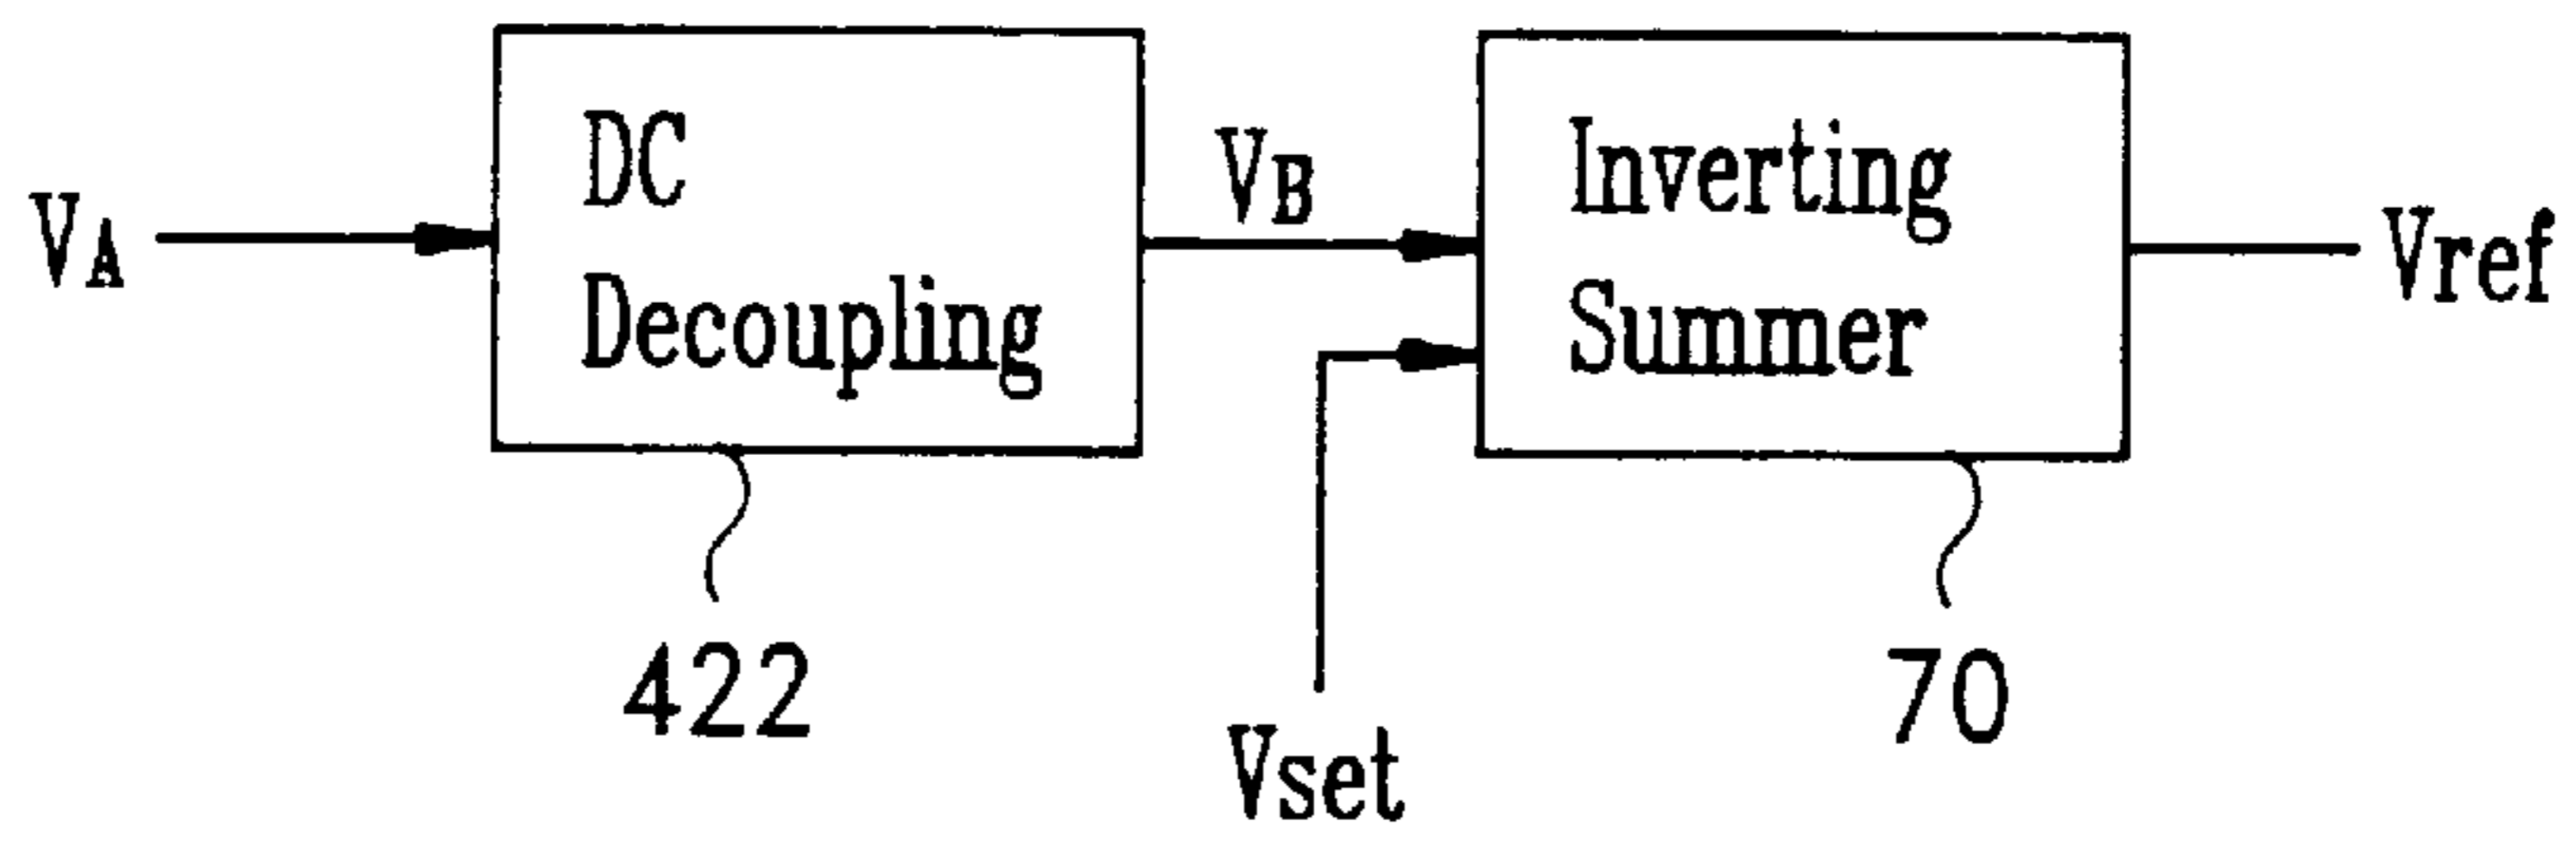 VA
DC
Decoupling
VB
Inverting
Summer
Vref
Vset
422
70